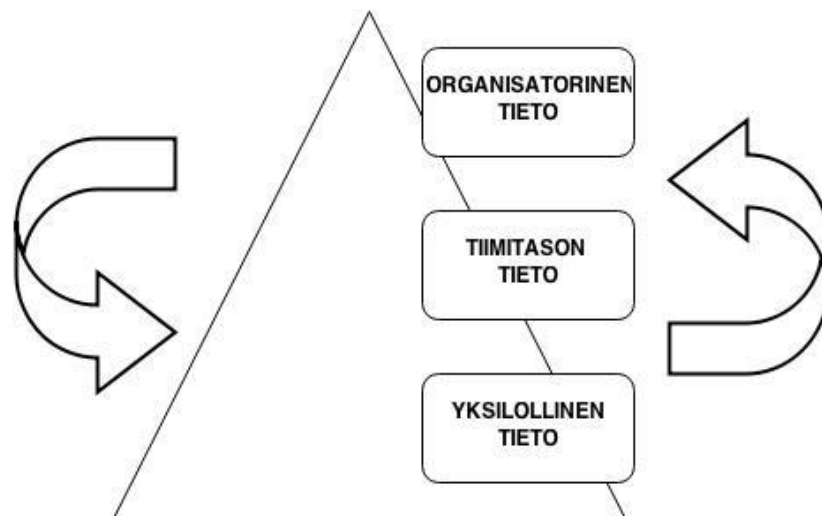 ORGANISATORINEN
TIETO
TIIMITASON
TIETO
YKSILOLLINEN
TIETO